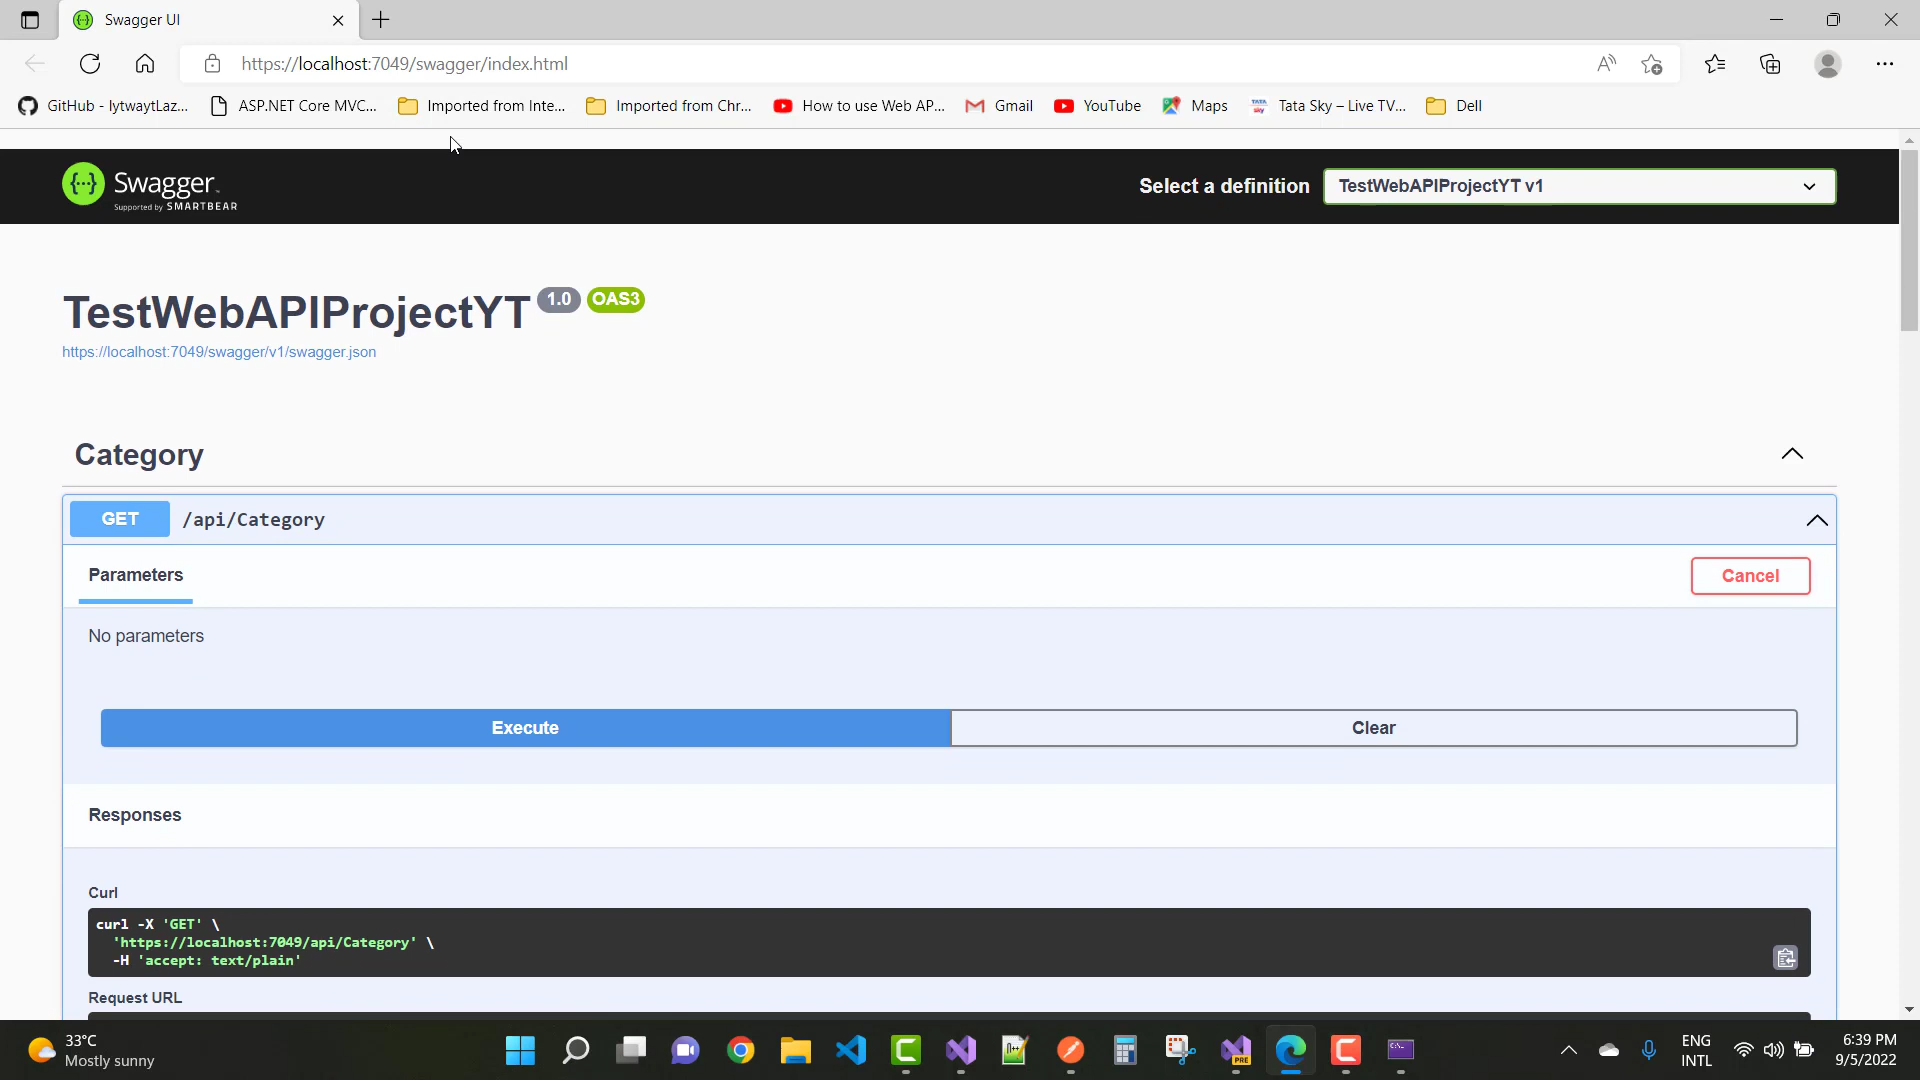 Swagger UI
https://localhost:7049/swagger/index.html
GitHub - lytwaytLaz...
ASP.NET Core MVC...
Imported from Inte...
Imported from Chr...
How to use Web AP...
Gmail
YouTube
Maps
Tata Sky – Live TV...
Dell
Swagger
Supported by SMARTBEAR
Select a definition
TestWebAPIProjectYT v1
TestWebAPIProjectYT 1.0 OAS3
https://localhost:7049/swagger/v1/swagger.json
Category
GET /api/Category
Parameters
Cancel
No parameters
Execute
Clear
Responses
Curl
curl -X 'GET' \
'https://localhost:7049/api/Category' \
-H 'accept: text/plain'
Request URL
33°C
Mostly sunny
PRE
ENG
INTL
6:39 PM
9/5/2022